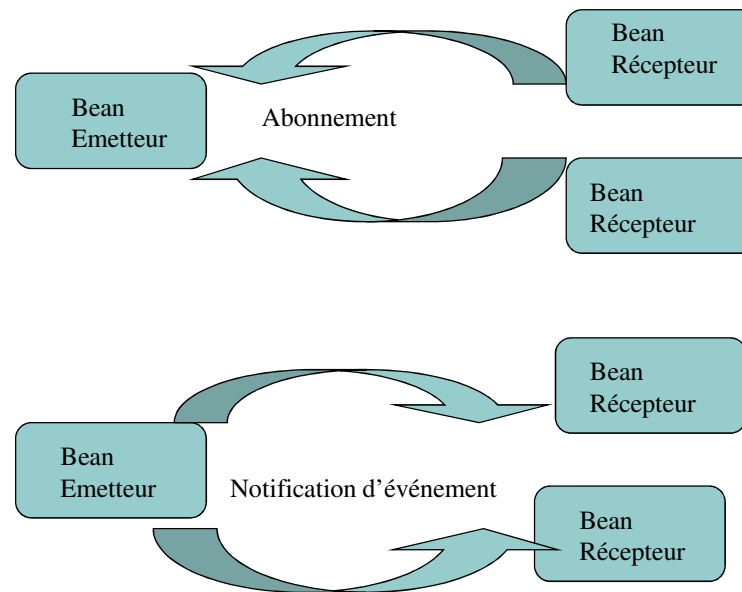 Bean
Récepteur
Bean
Emetteur
Abonnement
Bean
Récepteur
Bean
Récepteur
Bean
Emetteur
Notification d’événement
Bean
Récepteur